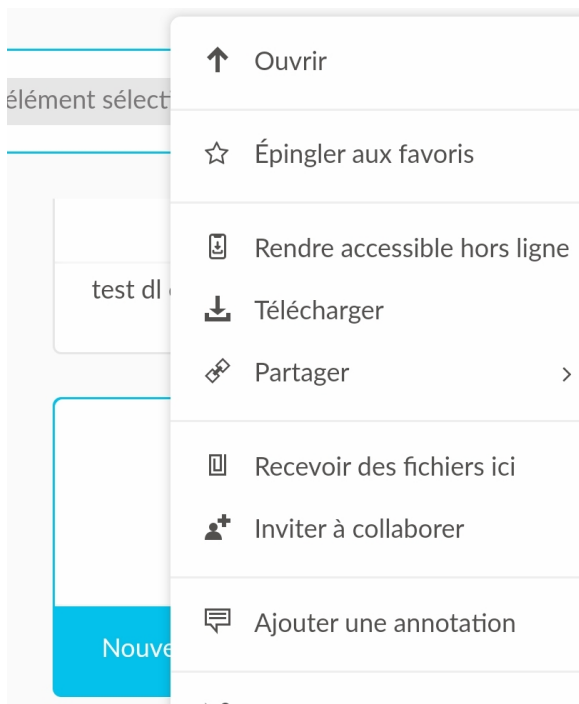 élément sélect
Ouvrir
Épingler aux favoris
Rendre accessible hors ligne
test dl
Télécharger
Partager
Recevoir des fichiers ici
Inviter à collaborer
Ajouter une annotation
Nouve